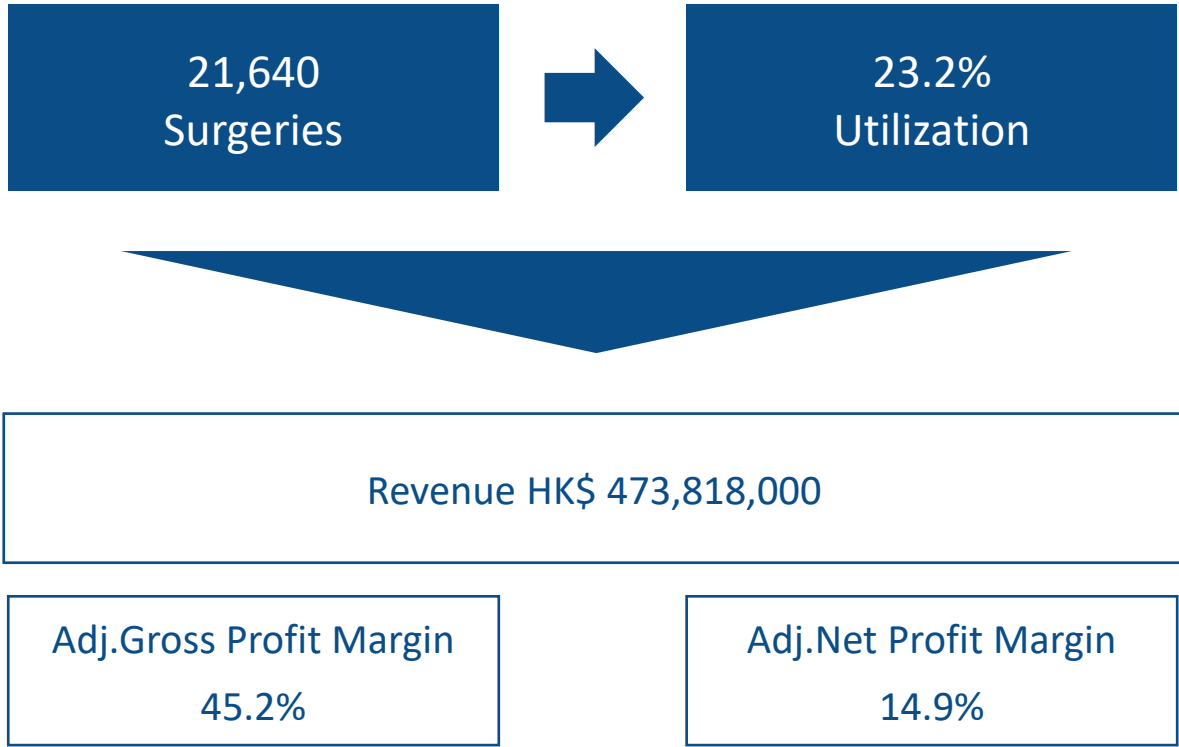 21,640
Surgeries
23.2%
Utilization
Revenue HK$ 473,818,000
Adj.Gross Profit Margin
45.2%
Adj.Net Profit Margin
14.9%